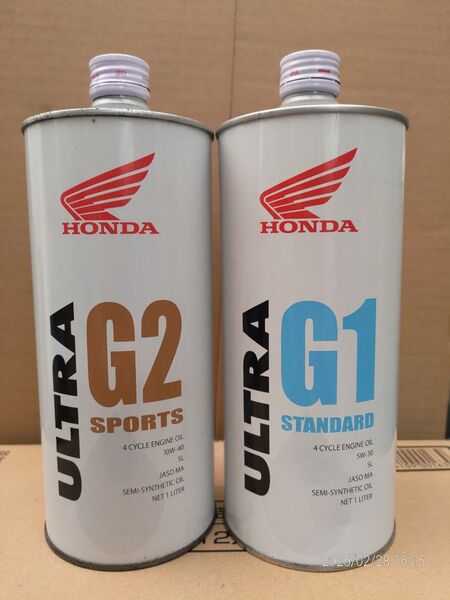 HONDA
ULTRA
G2
SPORTS
4 CYCLE ENGINE OIL
10W-40
SL
JASO MA
SEMI-SYNTHETIC OIL
NET 1 LITER
HONDA
ULTRA
G1
STANDARD
4 CYCLE ENGINE OIL
5W-30
SL
JASO MA
SEMI-SYNTHETIC OIL
NET 1 LITER
2025/02/28 16:15